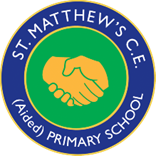 ST. MATTHEW'S C.E.
(Aided) PRIMARY SCHOOL